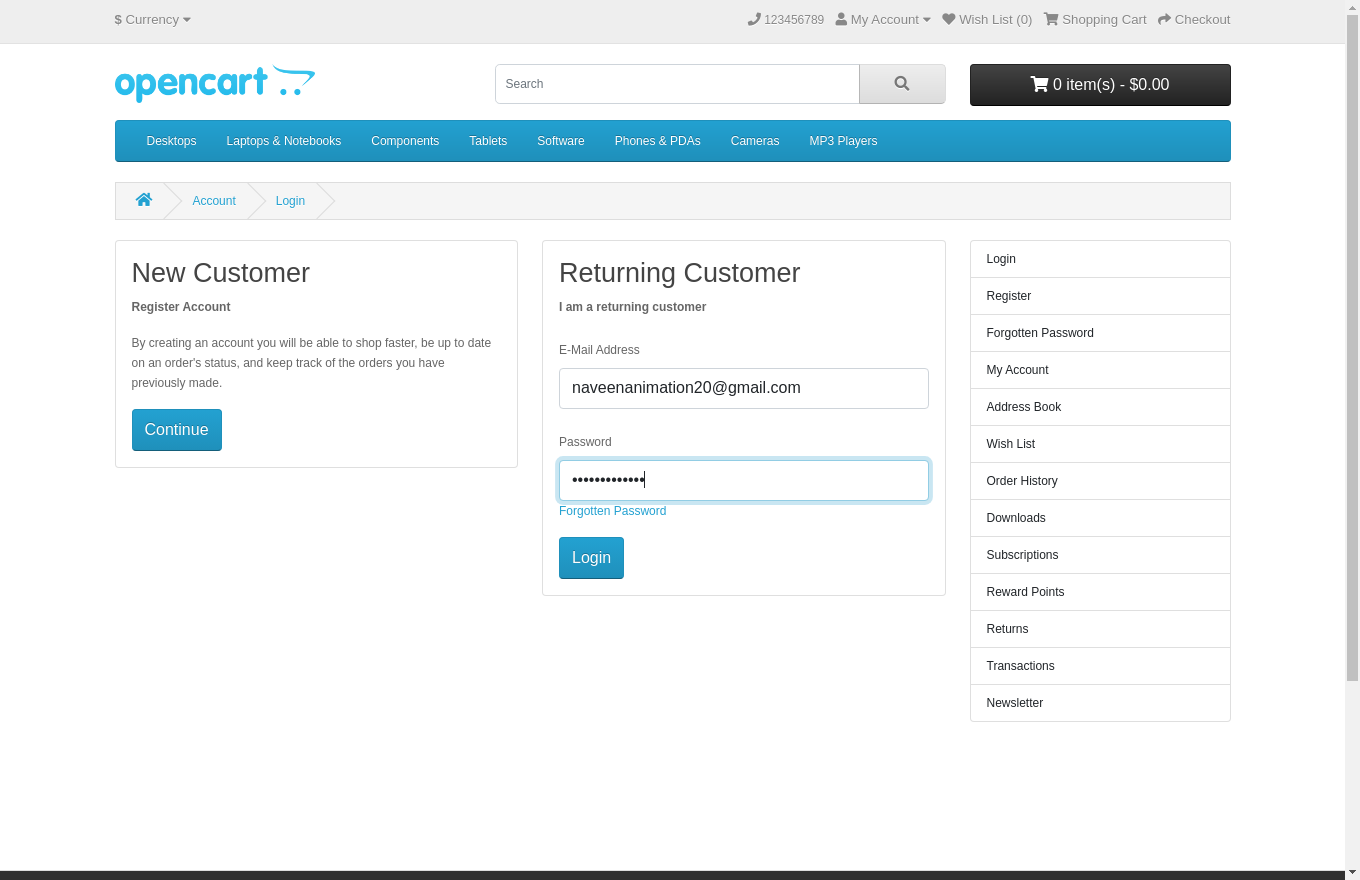 $ Currency
123456789 My Account Wish List (0) Shopping Cart Checkout
opencart
Search
0 item(s) - $0.00
Desktops Laptops & Notebooks Components Tablets Software Phones & PDAs Cameras MP3 Players
Account Login
New Customer
Register Account
By creating an account you will be able to shop faster, be up to date
on an order's status, and keep track of the orders you have
previously made.
Continue
Returning Customer
I am a returning customer
E-Mail Address
naveenanimation20@gmail.com
Password
•••••••••••••
Forgotten Password
Login
Login
Register
Forgotten Password
My Account
Address Book
Wish List
Order History
Downloads
Subscriptions
Reward Points
Returns
Transactions
Newsletter